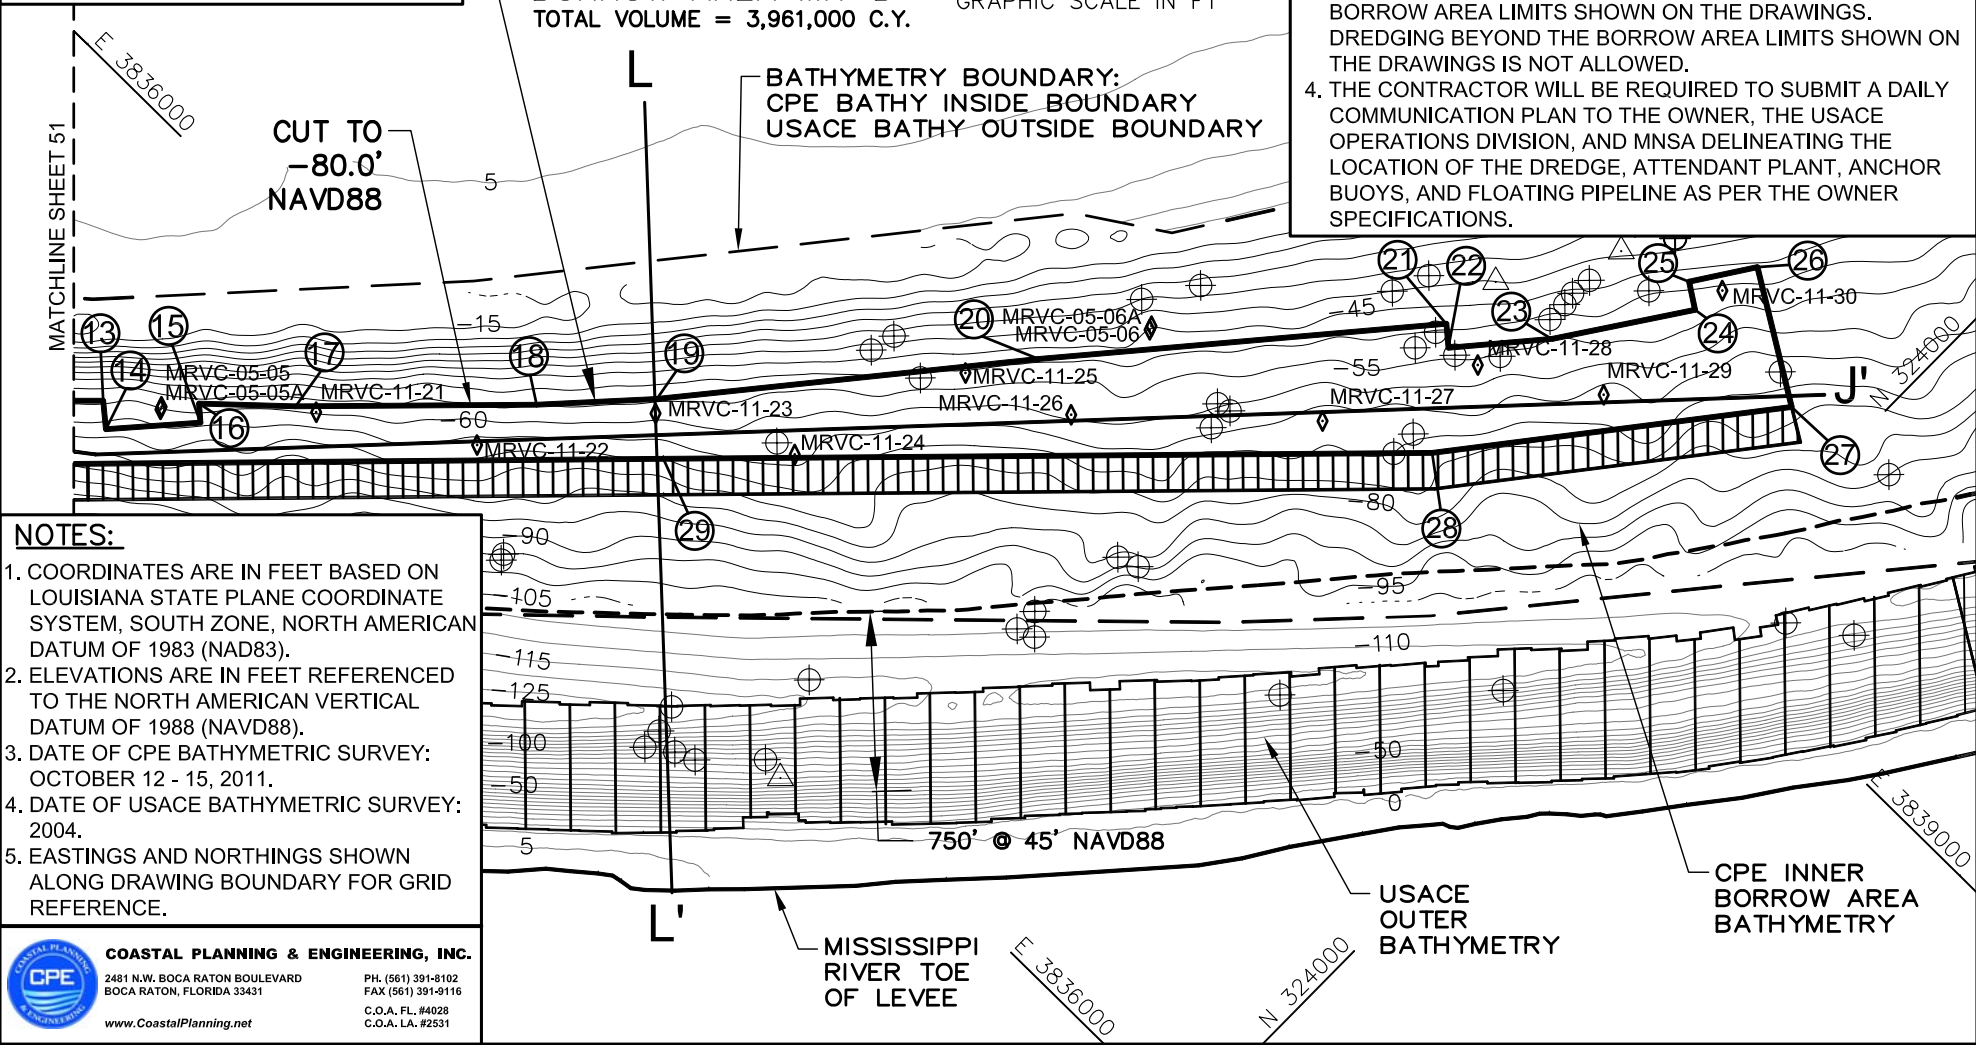 TOTAL VOLUME = 3,961,000 C.Y.
GRAPHIC SCALE IN FT
BORROW AREA LIMITS SHOWN ON THE DRAWINGS.
DREDGING BEYOND THE BORROW AREA LIMITS SHOWN ON
THE DRAWINGS IS NOT ALLOWED.
4. THE CONTRACTOR WILL BE REQUIRED TO SUBMIT A DAILY
COMMUNICATION PLAN TO THE OWNER, THE USACE
OPERATIONS DIVISION, AND MNSA DELINEATING THE
LOCATION OF THE DREDGE, ATTENDANT PLANT, ANCHOR
BUOYS, AND FLOATING PIPELINE AS PER THE OWNER
SPECIFICATIONS.
E 3836000
MATCHLINE SHEET 51
CUT TO
-80.0'
NAVD88
L
BATHYMETRY BOUNDARY:
CPE BATHY INSIDE BOUNDARY
USACE BATHY OUTSIDE BOUNDARY
5
-15
-45
-55
-60
13
14
15
16
17
18
19
20
21
22
23
24
25
26
27
28
29
MRVC-05-05
MRVC-05-05A
MRVC-11-21
MRVC-11-22
MRVC-11-23
MRVC-11-24
MRVC-11-25
MRVC-11-26
MRVC-05-06A
MRVC-05-06
MRVC-11-27
MRVC-11-28
MRVC-11-29
MRVC-11-30
J'
N 324000
-80
-90
-95
-105
-110
-115
-125
-100
-50
-50
0
5
750' @ 45' NAVD88
L'
MISSISSIPPI
RIVER TOE
OF LEVEE
USACE
OUTER
BATHYMETRY
CPE INNER
BORROW AREA
BATHYMETRY
E 3836000
N 324000
E 3839000
NOTES:
1. COORDINATES ARE IN FEET BASED ON
LOUISIANA STATE PLANE COORDINATE
SYSTEM, SOUTH ZONE, NORTH AMERICAN
DATUM OF 1983 (NAD83).
2. ELEVATIONS ARE IN FEET REFERENCED
TO THE NORTH AMERICAN VERTICAL
DATUM OF 1988 (NAVD88).
3. DATE OF CPE BATHYMETRIC SURVEY:
OCTOBER 12 - 15, 2011.
4. DATE OF USACE BATHYMETRIC SURVEY:
2004.
5. EASTINGS AND NORTHINGS SHOWN
ALONG DRAWING BOUNDARY FOR GRID
REFERENCE.
COASTAL PLANNING
CPE
& ENGINEERING
COASTAL PLANNING & ENGINEERING, INC.
2481 N.W. BOCA RATON BOULEVARD
BOCA RATON, FLORIDA 33431
www.CoastalPlanning.net
PH. (561) 391-8102
FAX (561) 391-9116
C.O.A. FL. #4028
C.O.A. LA. #2531